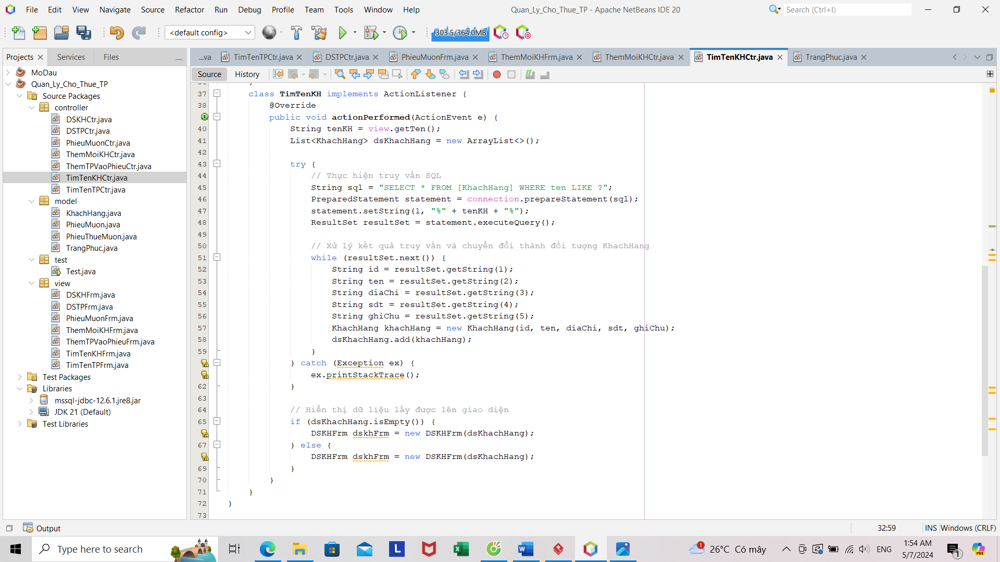 File Edit View Navigate Source Refactor Run Debug Profile Team Tools Window Help
Quan_Ly_Cho_Thue_TP - Apache NetBeans IDE 20
Search (Ctrl+I)
<default config>
303.5/364.0MB
Projects Services Files
...va TimTenTPCtr.java DSTPCtr.java PhieuMuonFrm.java ThemMoiKHFrm.java ThemMoiKHCtr.java TimTenKHCtr.java TrangPhuc.java
Source History
MoDau
Quan_Ly_Cho_Thue_TP
Source Packages
controller
DSKHCtr.java
DSTPCtr.java
PhieuMuonCtr.java
ThemMoiKHCtr.java
ThemTPVaoPhieuCtr.java
TimTenKHCtr.java
TimTenTPCtr.java
model
KhachHang.java
PhieuMuon.java
PhieuThueMuon.java
TrangPhuc.java
test
Test.java
view
DSKHFrm.java
DSTPFrm.java
PhieuMuonFrm.java
ThemMoiKHFrm.java
ThemTPVaoPhieuFrm.java
TimTenKHFrm.java
TimTenTPFrm.java
Test Packages
Libraries
mssql-jdbc-12.6.1.jre8.jar
JDK 21 (Default)
Test Libraries
37 class TimTenKH implements ActionListener {
38 @Override
public void actionPerformed(ActionEvent e) {
40 String tenKH = view.getTen();
41 List<KhachHang> dsKhachHang = new ArrayList<>();
42
43 try {
44 // Thực hiện truy vấn SQL
45 String sql = "SELECT * FROM [KhachHang] WHERE ten LIKE ?";
46 PreparedStatement statement = connection.prepareStatement(sql);
47 statement.setString(1, "%" + tenKH + "%");
48 ResultSet resultSet = statement.executeQuery();
49
50 // Xử lý kết quả truy vấn và chuyển đổi thành đối tượng KhachHang
51 while (resultSet.next()) {
52 String id = resultSet.getString(1);
53 String ten = resultSet.getString(2);
54 String diaChi = resultSet.getString(3);
55 String sdt = resultSet.getString(4);
56 String ghiChu = resultSet.getString(5);
57 KhachHang khachHang = new KhachHang(id, ten, diaChi, sdt, ghiChu);
58 dsKhachHang.add(khachHang);
59 }
} catch (Exception ex) {
ex.printStackTrace();
62 }
63
64 // Hiển thị dữ liệu lấy được lên giao diện
65 if (dsKhachHang.isEmpty()) {
DSKHFrm dskhFrm = new DSKHFrm(dsKhachHang);
67 } else {
DSKHFrm dskhFrm = new DSKHFrm(dsKhachHang);
69 }
70 }
71 }
72 }
73
Output
32:59 INS Windows (CRLF)
Type here to search
1 26°C Có mây
ENG
1:54 AM
5/7/2024
1
PRE